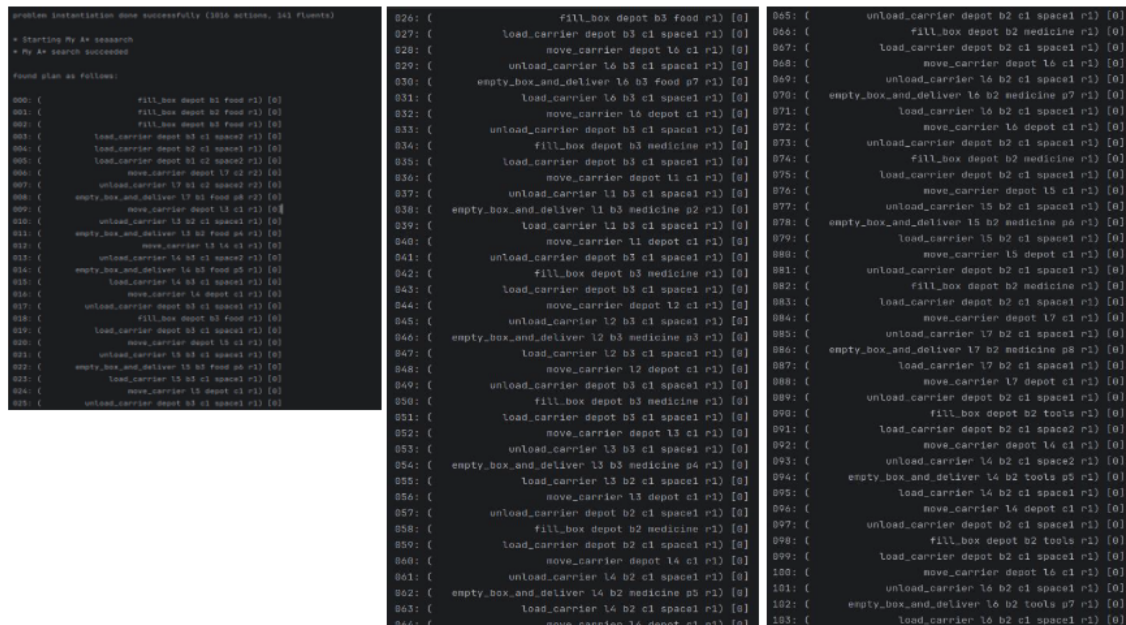 problem instantiation done successfully (1016 actions, 141 fluents)
* Starting My A* seaaarch
* My A* search succeeded
Found plan as follows:
000: ( fill_box depot b1 food r1) [0]
001: ( fill_box depot b2 food r1) [0]
002: ( fill_box depot b3 food r1) [0]
003: ( load_carrier depot b3 c1 space2 r1) [0]
004: ( load_carrier depot b2 c1 space1 r1) [0]
005: ( load_carrier depot b1 c2 space2 r1) [0]
006: ( move_carrier depot l7 c2 r2) [0]
007: ( unload_carrier l7 b1 c2 space2 r2) [0]
008: ( empty_box_and_deliver l7 b1 food p8 r2) [0]
009: ( move_carrier depot l3 c1 r1) [0]
010: ( unload_carrier l3 b2 c1 space1 r1) [0]
011: ( empty_box_and_deliver l3 b2 food p4 r1) [0]
012: ( move_carrier l3 l4 c1 r1) [0]
013: ( unload_carrier l4 b3 c1 space2 r1) [0]
014: ( empty_box_and_deliver l4 b3 food p5 r1) [0]
015: ( load_carrier l4 b3 c1 space1 r1) [0]
016: ( move_carrier l4 depot c1 r1) [0]
017: ( unload_carrier depot b3 c1 space1 r1) [0]
018: ( fill_box depot b3 food r1) [0]
019: ( load_carrier depot b3 c1 space1 r1) [0]
020: ( move_carrier depot l5 c1 r1) [0]
021: ( unload_carrier l5 b3 c1 space1 r1) [0]
022: ( empty_box_and_deliver l5 b3 food p6 r1) [0]
023: ( load_carrier l5 b3 c1 space1 r1) [0]
024: ( move_carrier l5 depot c1 r1) [0]
025: ( unload_carrier depot b3 c1 space1 r1) [0]
026: ( fill_box depot b3 food r1) [0]
027: ( load_carrier depot b3 c1 space1 r1) [0]
028: ( move_carrier depot l6 c1 r1) [0]
029: ( unload_carrier l6 b3 c1 space1 r1) [0]
030: ( empty_box_and_deliver l6 b3 food p7 r1) [0]
031: ( load_carrier l6 b3 c1 space1 r1) [0]
032: ( move_carrier l6 depot c1 r1) [0]
033: ( unload_carrier depot b3 c1 space1 r1) [0]
034: ( fill_box depot b3 medicine r1) [0]
035: ( load_carrier depot b3 c1 space1 r1) [0]
036: ( move_carrier depot l1 c1 r1) [0]
037: ( unload_carrier l1 b3 c1 space1 r1) [0]
038: ( empty_box_and_deliver l1 b3 medicine p2 r1) [0]
039: ( load_carrier l1 b3 c1 space1 r1) [0]
040: ( move_carrier l1 depot c1 r1) [0]
041: ( unload_carrier depot b3 c1 space1 r1) [0]
042: ( fill_box depot b3 medicine r1) [0]
043: ( load_carrier depot b3 c1 space1 r1) [0]
044: ( move_carrier depot l2 c1 r1) [0]
045: ( unload_carrier l2 b3 c1 space1 r1) [0]
046: ( empty_box_and_deliver l2 b3 medicine p3 r1) [0]
047: ( load_carrier l2 b3 c1 space1 r1) [0]
048: ( move_carrier l2 depot c1 r1) [0]
049: ( unload_carrier depot b3 c1 space1 r1) [0]
050: ( fill_box depot b3 medicine r1) [0]
051: ( load_carrier depot b3 c1 space1 r1) [0]
052: ( move_carrier depot l3 c1 r1) [0]
053: ( unload_carrier l3 b3 c1 space1 r1) [0]
054: ( empty_box_and_deliver l3 b3 medicine p4 r1) [0]
055: ( load_carrier l3 b2 c1 space1 r1) [0]
056: ( move_carrier l3 depot c1 r1) [0]
057: ( unload_carrier depot b2 c1 space1 r1) [0]
058: ( fill_box depot b2 medicine r1) [0]
059: ( load_carrier depot b2 c1 space1 r1) [0]
060: ( move_carrier depot l4 c1 r1) [0]
061: ( unload_carrier l4 b2 c1 space1 r1) [0]
062: ( empty_box_and_deliver l4 b2 medicine p5 r1) [0]
063: ( load_carrier l4 b2 c1 space1 r1) [0]
064: ( move_carrier l4 depot c1 r1) [0]
065: ( unload_carrier depot b2 c1 space1 r1) [0]
066: ( fill_box depot b2 medicine r1) [0]
067: ( load_carrier depot b2 c1 space1 r1) [0]
068: ( move_carrier depot l6 c1 r1) [0]
069: ( unload_carrier l6 b2 c1 space1 r1) [0]
070: ( empty_box_and_deliver l6 b2 medicine p7 r1) [0]
071: ( load_carrier l6 b2 c1 space1 r1) [0]
072: ( move_carrier l6 depot c1 r1) [0]
073: ( unload_carrier depot b2 c1 space1 r1) [0]
074: ( fill_box depot b2 medicine r1) [0]
075: ( load_carrier depot b2 c1 space1 r1) [0]
076: ( move_carrier depot l5 c1 r1) [0]
077: ( unload_carrier l5 b2 c1 space1 r1) [0]
078: ( empty_box_and_deliver l5 b2 medicine p6 r1) [0]
079: ( load_carrier l5 b2 c1 space1 r1) [0]
080: ( move_carrier l5 depot c1 r1) [0]
081: ( unload_carrier depot b2 c1 space1 r1) [0]
082: ( fill_box depot b2 medicine r1) [0]
083: ( load_carrier depot b2 c1 space1 r1) [0]
084: ( move_carrier depot l7 c1 r1) [0]
085: ( unload_carrier l7 b2 c1 space1 r1) [0]
086: ( empty_box_and_deliver l7 b2 medicine p8 r1) [0]
087: ( load_carrier l7 b2 c1 space1 r1) [0]
088: ( move_carrier l7 depot c1 r1) [0]
089: ( unload_carrier depot b2 c1 space1 r1) [0]
090: ( fill_box depot b2 tools r1) [0]
091: ( load_carrier depot b2 c1 space2 r1) [0]
092: ( move_carrier depot l4 c1 r1) [0]
093: ( unload_carrier l4 b2 c1 space2 r1) [0]
094: ( empty_box_and_deliver l4 b2 tools p5 r1) [0]
095: ( load_carrier l4 b2 c1 space1 r1) [0]
096: ( move_carrier l4 depot c1 r1) [0]
097: ( unload_carrier depot b2 c1 space1 r1) [0]
098: ( fill_box depot b2 tools r1) [0]
099: ( load_carrier depot b2 c1 space1 r1) [0]
100: ( move_carrier depot l6 c1 r1) [0]
101: ( unload_carrier l6 b2 c1 space1 r1) [0]
102: ( empty_box_and_deliver l6 b2 tools p7 r1) [0]
103: ( load_carrier l6 b2 c1 space1 r1) [0]